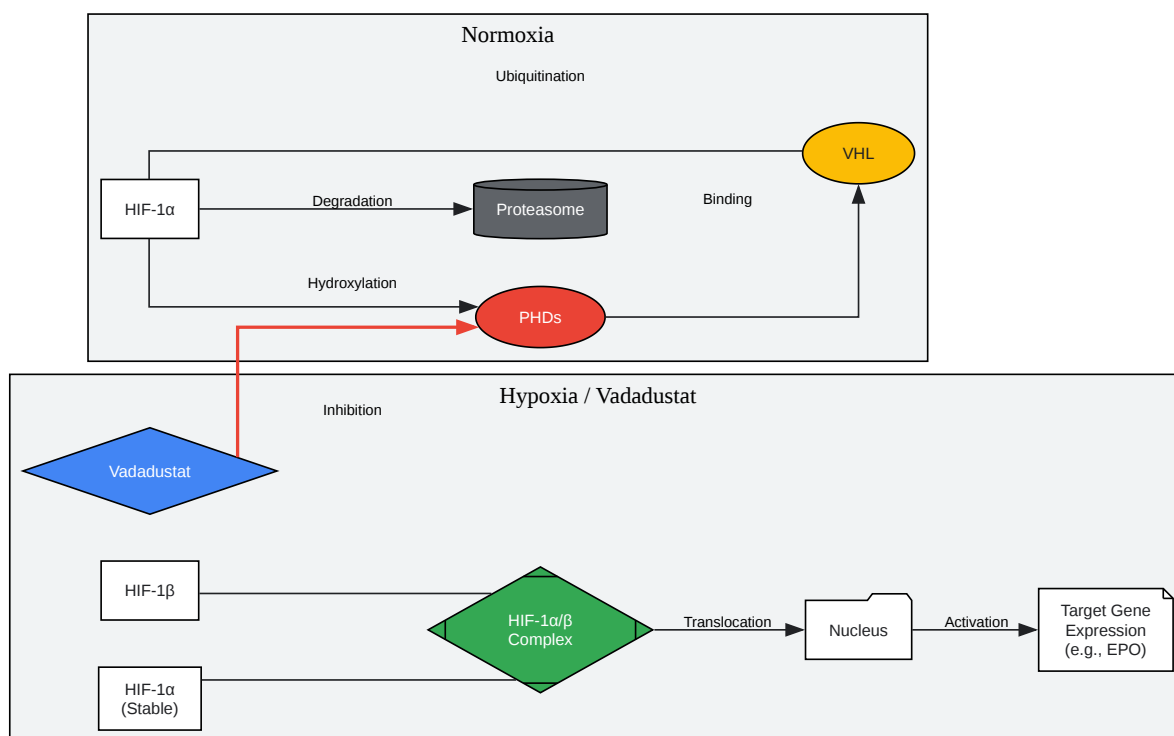 Normoxia
Ubiquitination
VHL
HIF-1α
Degradation
Proteasome
Binding
Hydroxylation
PHDs
Hypoxia / Vadadustat
Inhibition
Vadadustat
HIF-1β
HIF-1α/β
Complex
Translocation
Nucleus
Activation
Target Gene
Expression
(e.g., EPO)
HIF-1α
(Stable)